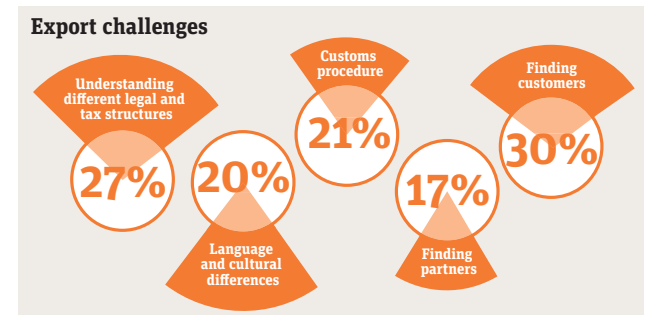 Export challenges
Understanding
different legal and
tax structures
27%
20%
Language
and cultural
differences
Customs
procedure
21%
17%
Finding
partners
Finding
customers
30%